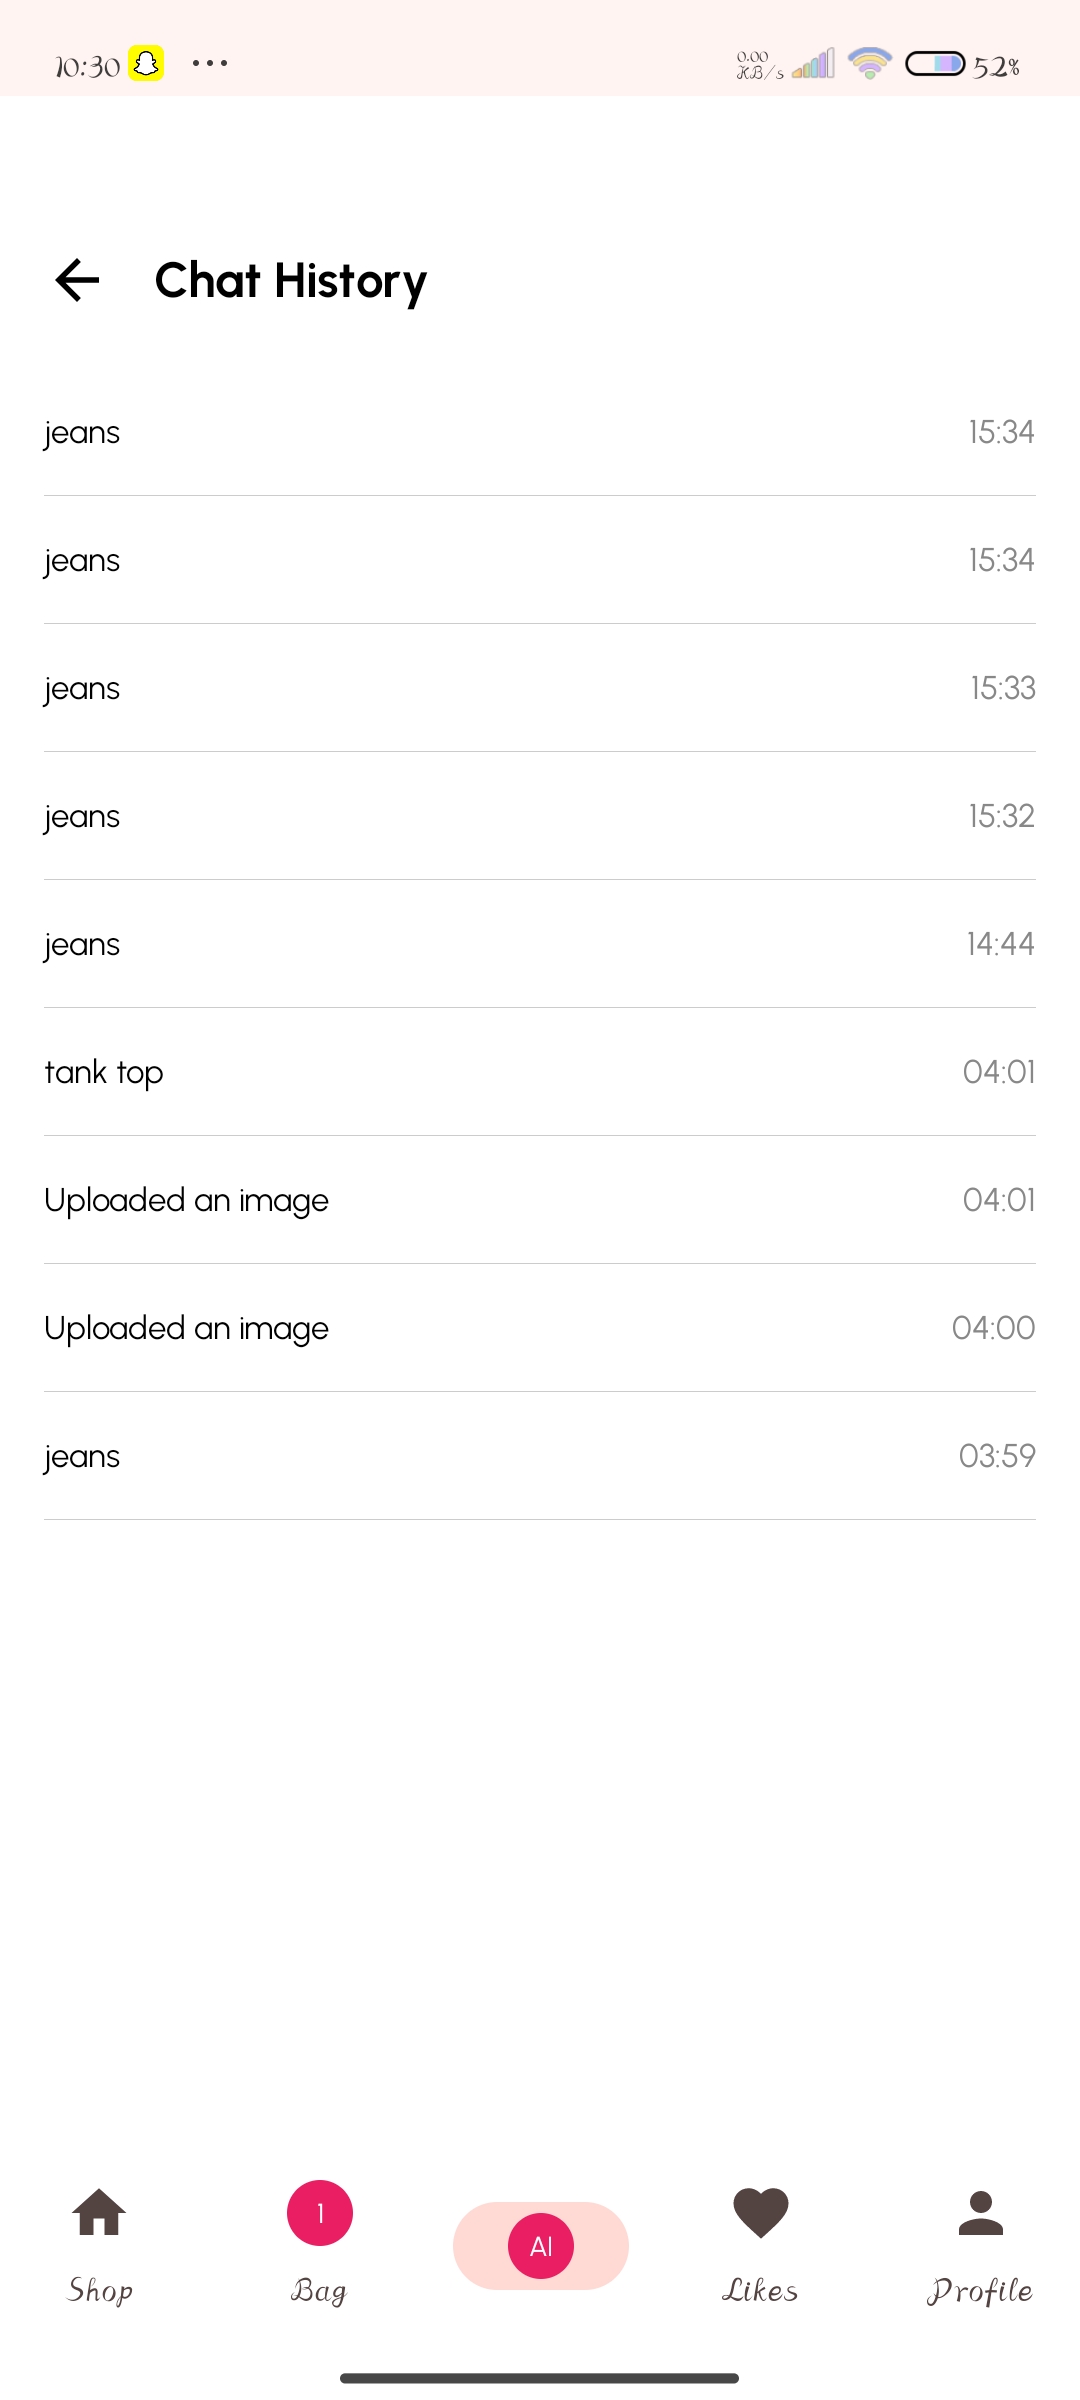 10:30
0.00
KB/s
52%
Chat History
jeans 15:34
jeans 15:34
jeans 15:33
jeans 15:32
jeans 14:44
tank top 04:01
Uploaded an image 04:01
Uploaded an image 04:00
jeans 03:59
1
AI
Shop Bag Likes Profile